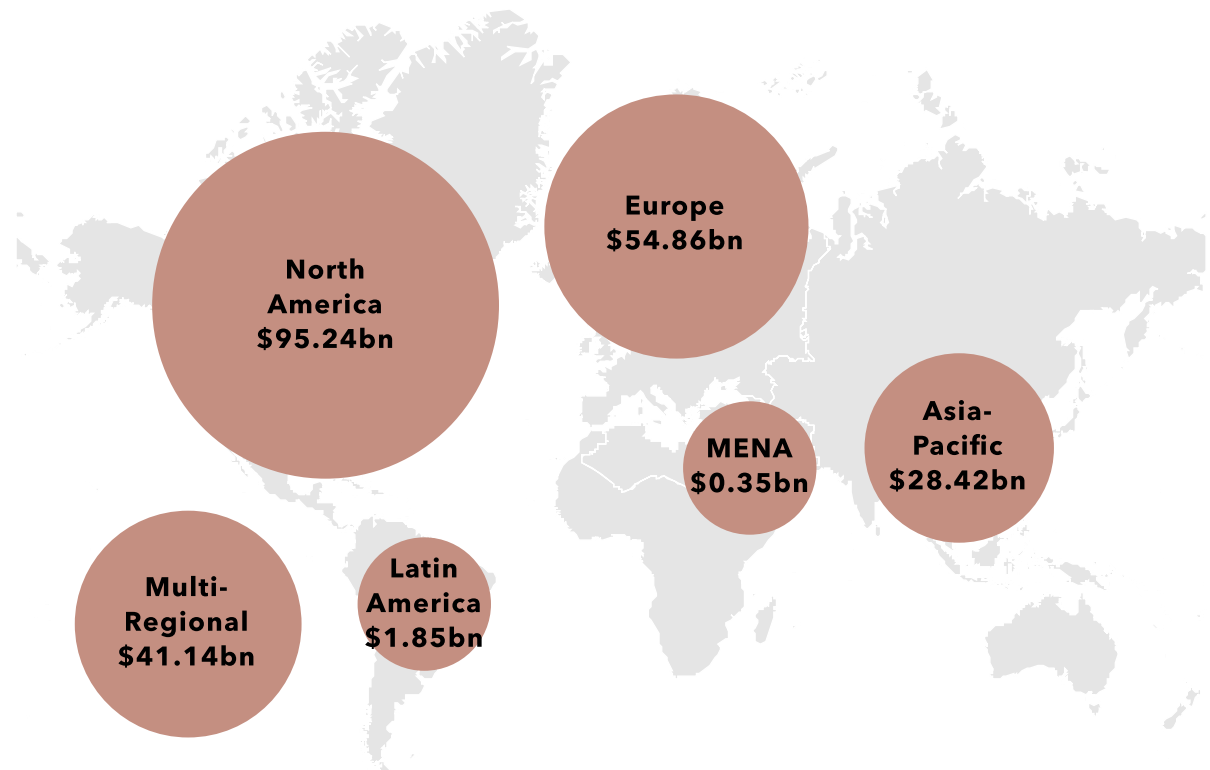 Europe
$54.86bn
North
America
$95.24bn
Asia-
Pacific
$28.42bn
MENA
$0.35bn
Multi-
Regional
$41.14bn
Latin
America
$1.85bn